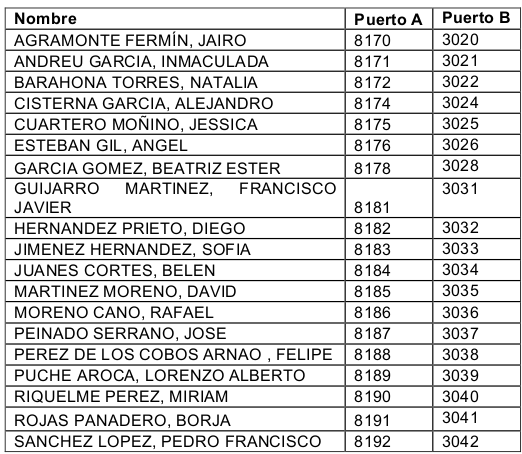 Nombre Puerto A Puerto B
AGRAMONTE FERMÍN, JAIRO 8170 3020
ANDREU GARCIA, INMACULADA 8171 3021
BARAHONA TORRES, NATALIA 8172 3022
CISTERNA GARCIA, ALEJANDRO 8174 3024
CUARTERO MOÑINO, JESSICA 8175 3025
ESTEBAN GIL, ANGEL 8176 3026
GARCIA GOMEZ, BEATRIZ ESTER 8178 3028
GUIJARRO MARTINEZ, FRANCISCO 3031
JAVIER 8181
HERNANDEZ PRIETO, DIEGO 8182 3032
JIMENEZ HERNANDEZ, SOFIA 8183 3033
JUANES CORTES, BELEN 8184 3034
MARTINEZ MORENO, DAVID 8185 3035
MORENO CANO, RAFAEL 8186 3036
PEINADO SERRANO, JOSE 8187 3037
PEREZ DE LOS COBOS ARNAO , FELIPE 8188 3038
PUCHE AROCA, LORENZO ALBERTO 8189 3039
RIQUELME PEREZ, MIRIAM 8190 3040
ROJAS PANADERO, BORJA 8191 3041
SANCHEZ LOPEZ, PEDRO FRANCISCO 8192 3042